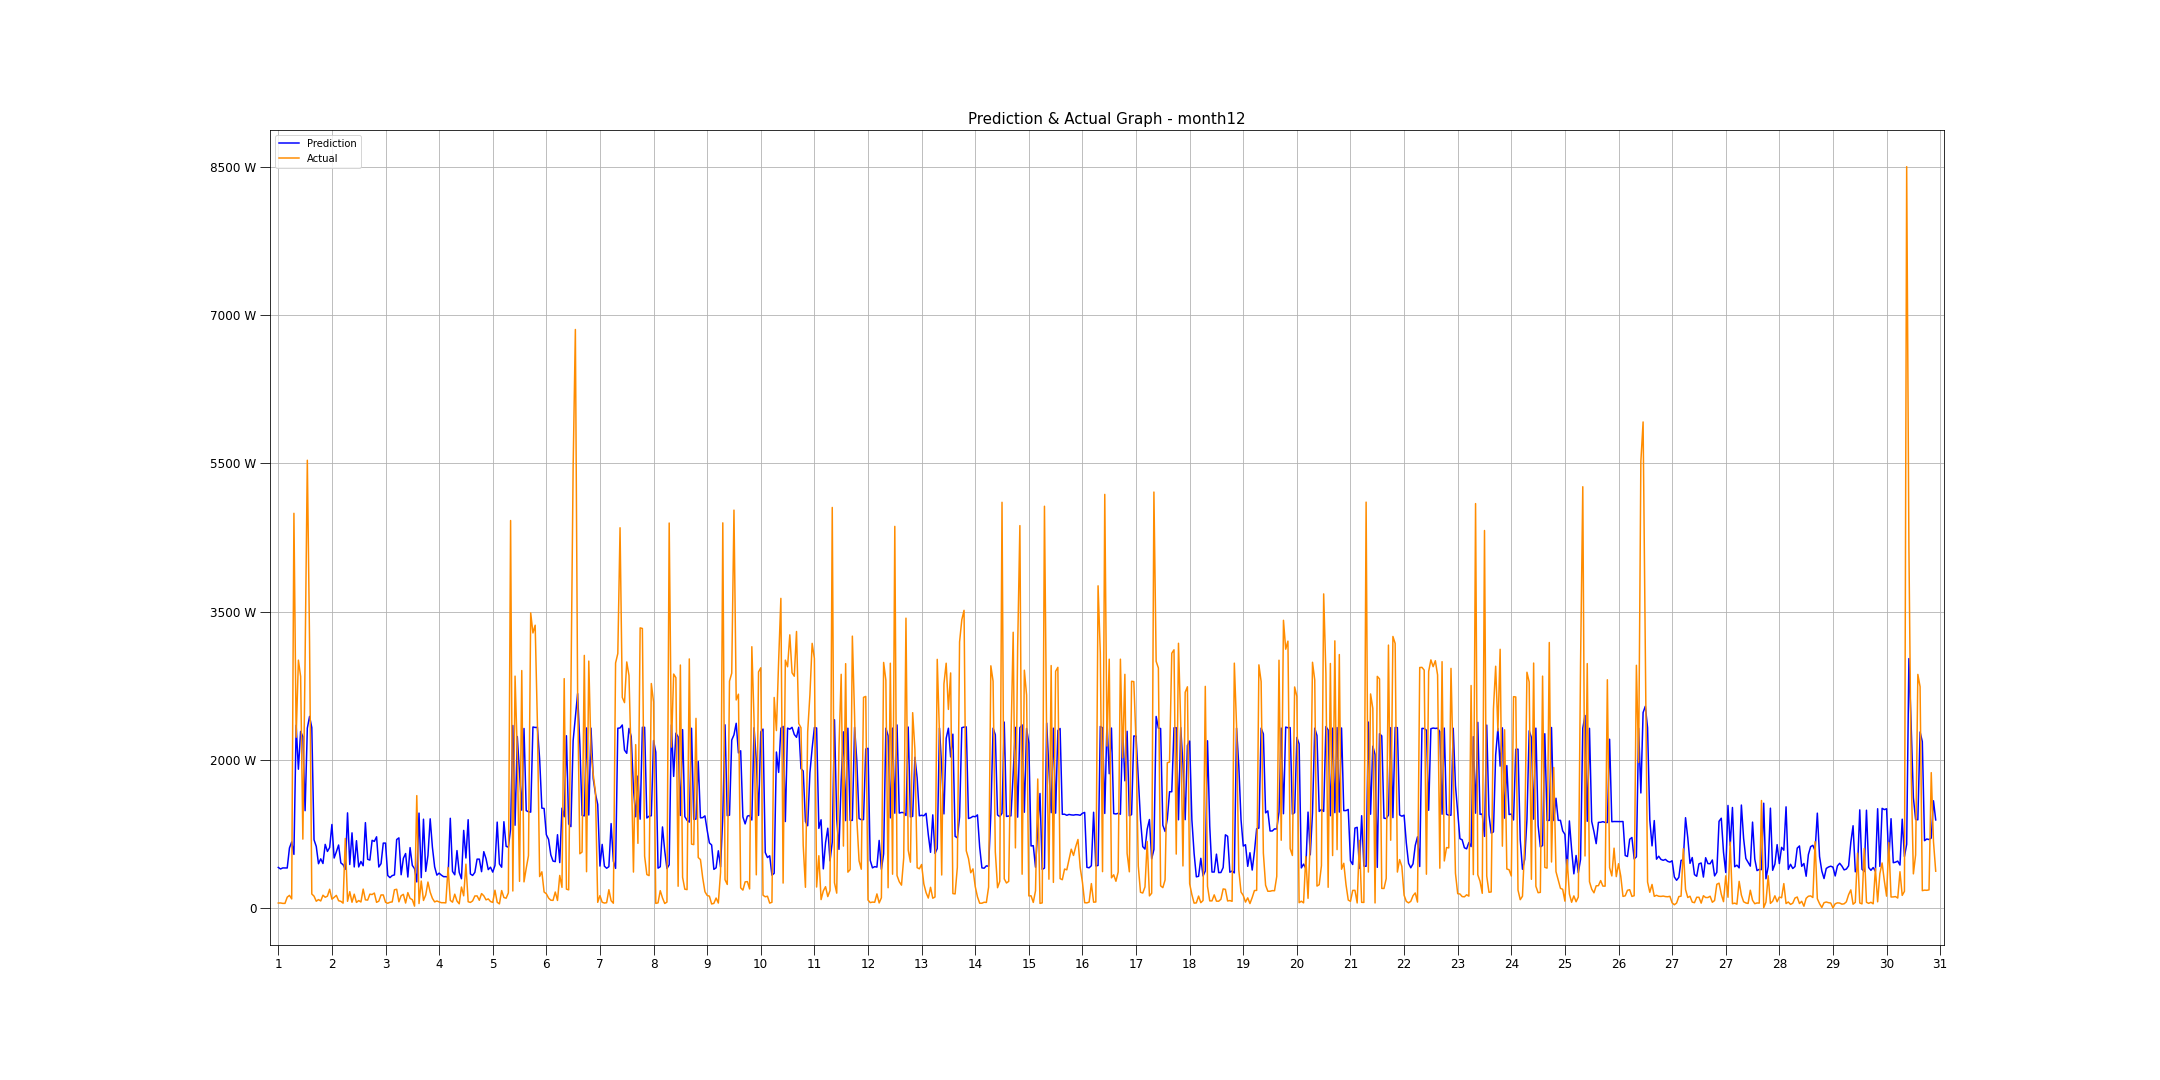 Prediction & Actual Graph - month12
Prediction
Actual
8500 W
7000 W
5500 W
3500 W
2000 W
0
1 2 3 4 5 6 7 8 9 10 11 12 13 14 15 16 17 18 19 20 21 22 23 24 25 26 27 27 28 29 30 31